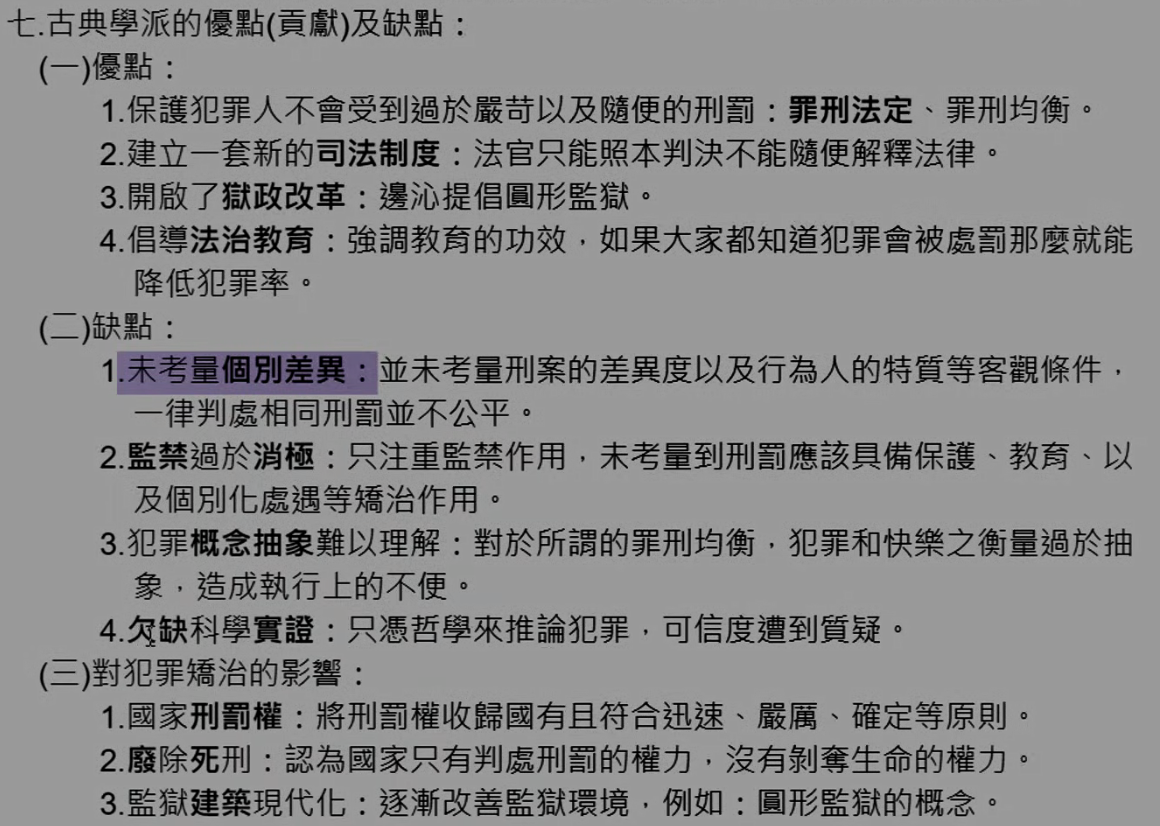 七.古典學派的優點(貢獻)及缺點：
(一)優點：
1.保護犯罪人不會受到過於嚴苛以及隨便的刑罰：罪刑法定、罪刑均衡。
2.建立一套新的司法制度：法官只能照本判決不能隨便解釋法律。
3.開啟了獄政改革：邊沁提倡圓形監獄。
4.倡導法治教育：強調教育的功效，如果大家都知道犯罪會被處罰那麼就能
降低犯罪率。
(二)缺點：
1.未考量個別差異：並未考量刑案的差異度以及行為人的特質等客觀條件，
一律判處相同刑罰並不公平。
2.監禁過於消極：只注重監禁作用，未考量到刑罰應該具備保護、教育、以
及個別化處遇等矯治作用。
3.犯罪概念抽象難以理解：對於所謂的罪刑均衡，犯罪和快樂之衡量過於抽
象，造成執行上的不便。
4.欠缺科學實證：只憑哲學來推論犯罪，可信度遭到質疑。
(三)對犯罪矯治的影響：
1.國家刑罰權：將刑罰權收歸國有且符合迅速、嚴厲、確定等原則。
2.廢除死刑：認為國家只有判處刑罰的權力，沒有剝奪生命的權力。
3.監獄建築現代化：逐漸改善監獄環境，例如：圓形監獄的概念。